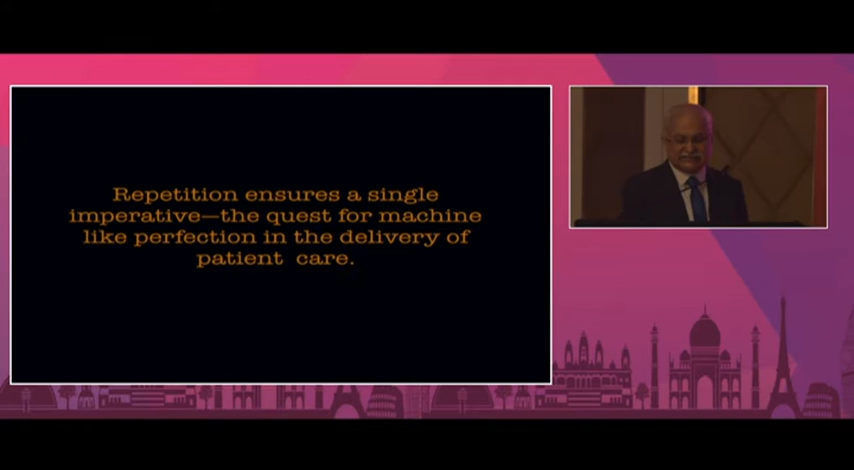 Repetition ensures a single
imperative—the quest for machine
like perfection in the delivery of
patient care.